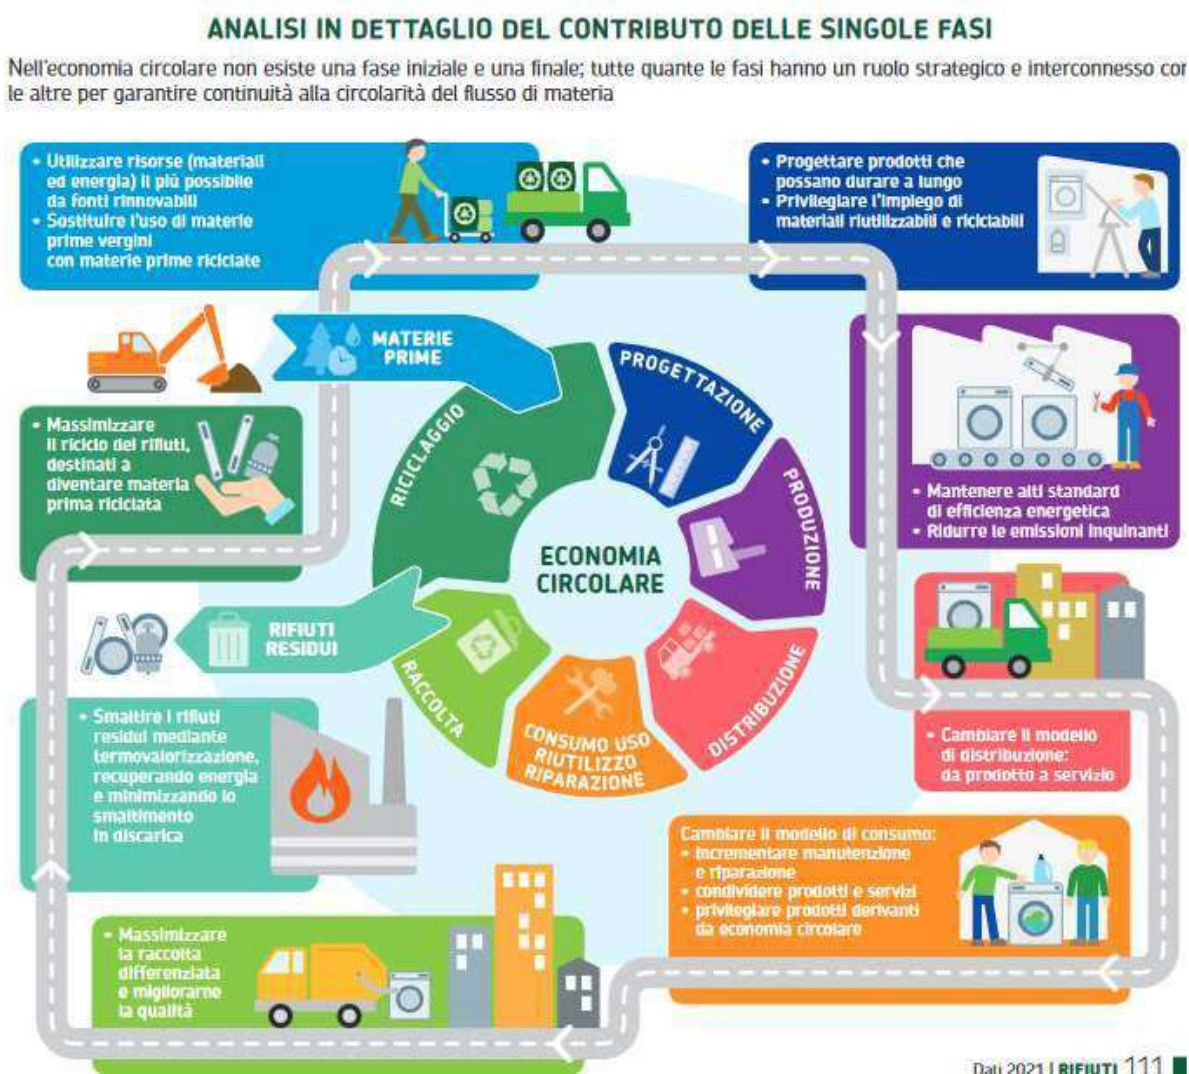 ANALISI IN DETTAGLIO DEL CONTRIBUTO DELLE SINGOLE FASI
Nell'economia circolare non esiste una fase iniziale e una finale; tutte quante le fasi hanno un ruolo strategico e interconnesso con
le altre per garantire continuità alla circolarità del flusso di materia
• Utilizzare risorse (materiali
ed energia) il più possibile
da fonti rinnovabili
• Sostituire l'uso di materie
prime vergini
con materie prime riciclate
• Progettare prodotti che
possano durare a lungo
• Privilegiare l'impiego di
materiali riutilizzabili e riciclabili
MATERIE
PRIME
• Massimizzare
il riciclo dei rifiuti,
destinati a
diventare materia
prima riciclata
RICICLAGGIO
PROGETTAZIONE
PRODUZIONE
ECONOMIA
CIRCOLARE
• Mantenere alti standard
di efficienza energetica
• Ridurre le emissioni inquinanti
RIFIUTI
RESIDUI
RACCOLTA
CONSUMO USO
RIUTILIZZO
RIPARAZIONE
DISTRIBUZIONE
• Cambiare il modello
di distribuzione:
da prodotto a servizio
• Smaltire i rifiuti
residui mediante
termovalorizzazione,
recuperando energia
e minimizzando lo
smaltimento
in discarica
Cambiare il modello di consumo:
• incrementare manutenzione
e riparazione
• condividere prodotti e servizi
• privilegiare prodotti derivanti
da economia circolare
• Massimizzare
la raccolta
differenziata
e migliorarne
la qualità
Dati 2021 | RIFIUTI 111